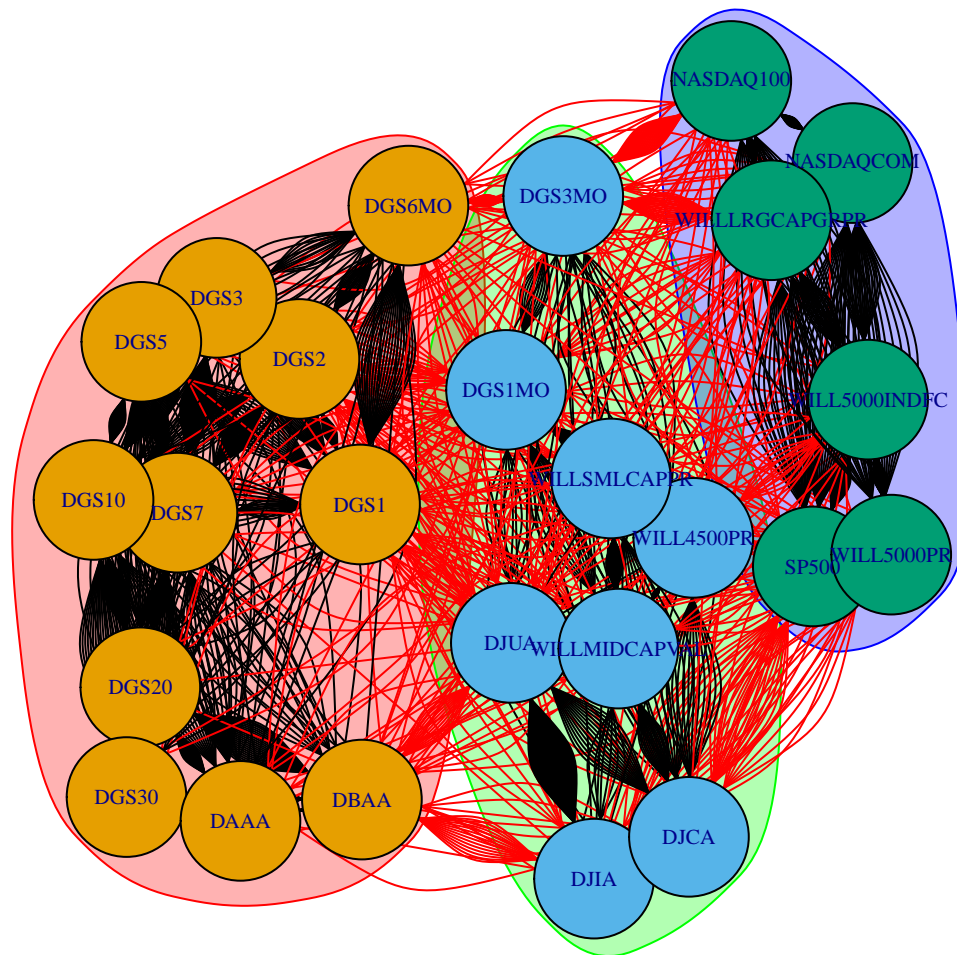 NASDAQ100
NASDAQCOM
DGS3MO
DGS6MO
WILLLRGCAPGRPR
DGS3
DGS5
DGS2
DGS1MO
WILL5000INDFC
WILLSMLCAPPR
DGS10
DGS7
DGS1
WILL4500PR
WILL5000PR
SP500
DJUA
WILLMIDCAPVAL
DGS20
DGS30
DAAA
DBAA
DJCA
DJIA